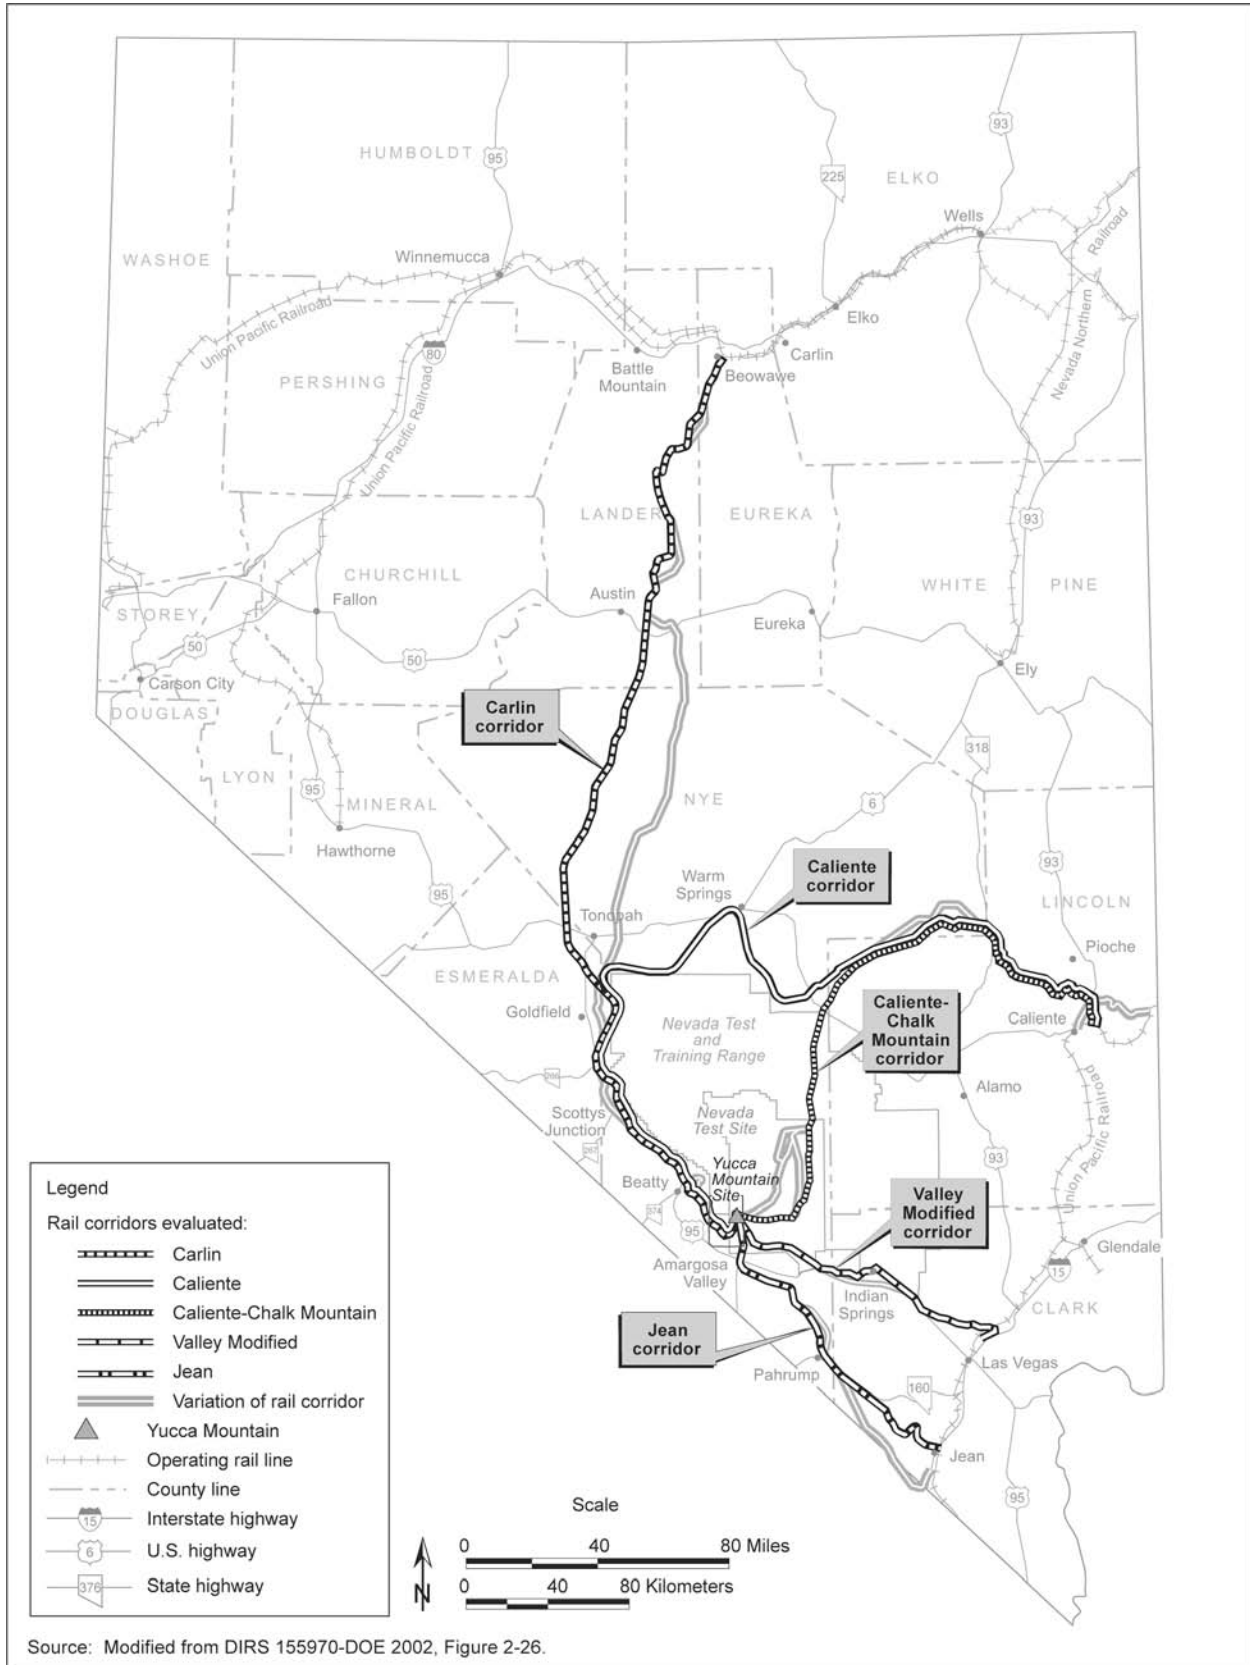 HUMBOLDT
95
93
225
ELKO
Wells
WASHOE
Winnemucca
Railroad
Union Pacific Railroad
Elko
Nevada Northern
80
Battle
Mountain
Beowawe
Carlin
PERSHING
Union Pacific Railroad
LANDER
EUREKA
93
CHURCHILL
WHITE
PINE
Austin
Fallon
STOREY
Eureka
50
50
Ely
Carson City
DOUGLAS
Carlin
corridor
318
LYON
95
MINERAL
NYE
6
Hawthorne
Caliente
corridor
93
Warm
Springs
95
LINCOLN
Tonopah
Pioche
ESMERALDA
Goldfield
Nevada Test
and
Training Range
Caliente-
Chalk
Mountain
corridor
Caliente
266
Alamo
Union Pacific Railroad
Scottys
Junction
Nevada
Test Site
267
93
Yucca
Mountain
Site
Beatty
374
95
Valley
Modified
corridor
Glendale
Amargosa
Valley
15
Indian
Springs
CLARK
Jean
corridor
Las Vegas
Pahrump
160
Jean
95
Legend
Rail corridors evaluated:
Carlin
Caliente
Caliente-Chalk Mountain
Valley Modified
Jean
Variation of rail corridor
Yucca Mountain
Operating rail line
County line
15 Interstate highway
6 U.S. highway
376 State highway
Scale
0 40 80 Miles
0 40 80 Kilometers
N
Source: Modified from DIRS 155970-DOE 2002, Figure 2-26.